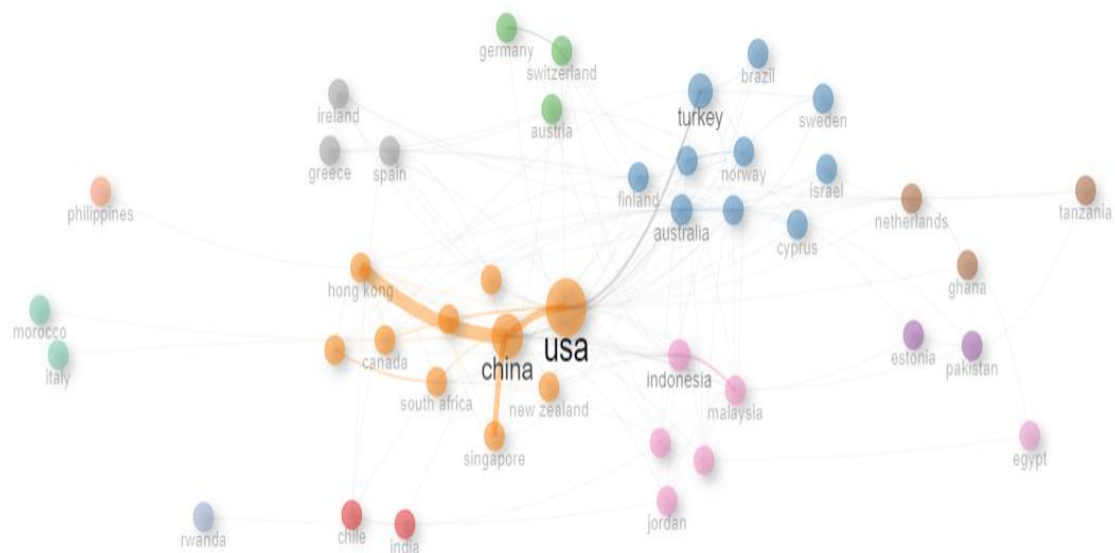 germany
switzerland
brazil
ireland
turkey
sweden
austria
greece
spain
norway
israel
finland
philippines
netherlands
tanzania
australia
cyprus
hong kong
ghana
morocco
usa
estonia
canada
italy
china
pakistan
indonesia
malaysia
south africa
new zealand
singapore
egypt
jordan
chile
rwanda
india